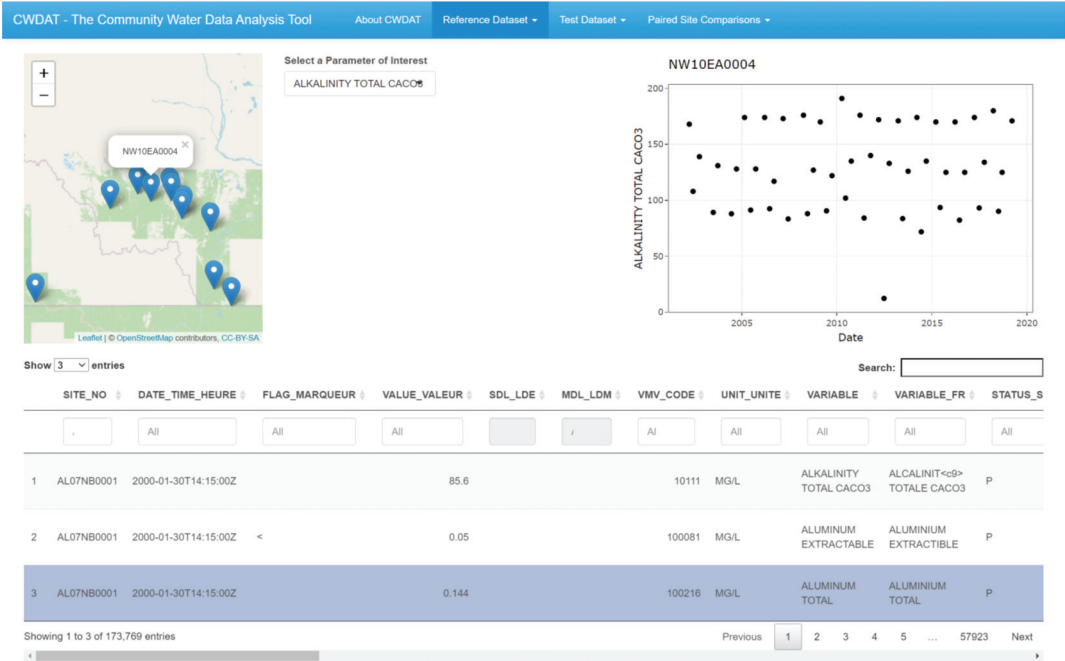 CWDAT - The Community Water Data Analysis Tool About CWDAT Reference Dataset Test Dataset Paired Site Comparisons
+
−
NW10EA0004 ×
Leaflet | © OpenStreetMap contributors, CC-BY-SA
Select a Parameter of Interest
ALKALINITY TOTAL CACO3
NW10EA0004
ALKALINITY TOTAL CACO3
200
150
100
50
0
2005 2010 2015 2020
Date
Show 3 entries
Search:
SITE_NO DATE_TIME_HEURE FLAG_MARQUEUR VALUE_VALEUR SDL_LDE MDL_LDM VMV_CODE UNIT_UNITE VARIABLE VARIABLE_FR STATUS_S
All All All Al All All All All
1 AL07NB0001 2000-01-30T14:15:00Z 85.6 10111 MG/L ALKALINITY TOTAL CACO3 ALCALINIT<c9> TOTALE CACO3 P
2 AL07NB0001 2000-01-30T14:15:00Z < 0.05 100081 MG/L ALUMINUM EXTRACTABLE ALUMINIUM EXTRACTIBLE P
3 AL07NB0001 2000-01-30T14:15:00Z 0.144 100216 MG/L ALUMINUM TOTAL ALUMINIUM TOTAL P
Showing 1 to 3 of 173,769 entries
Previous 1 2 3 4 5 ... 57923 Next